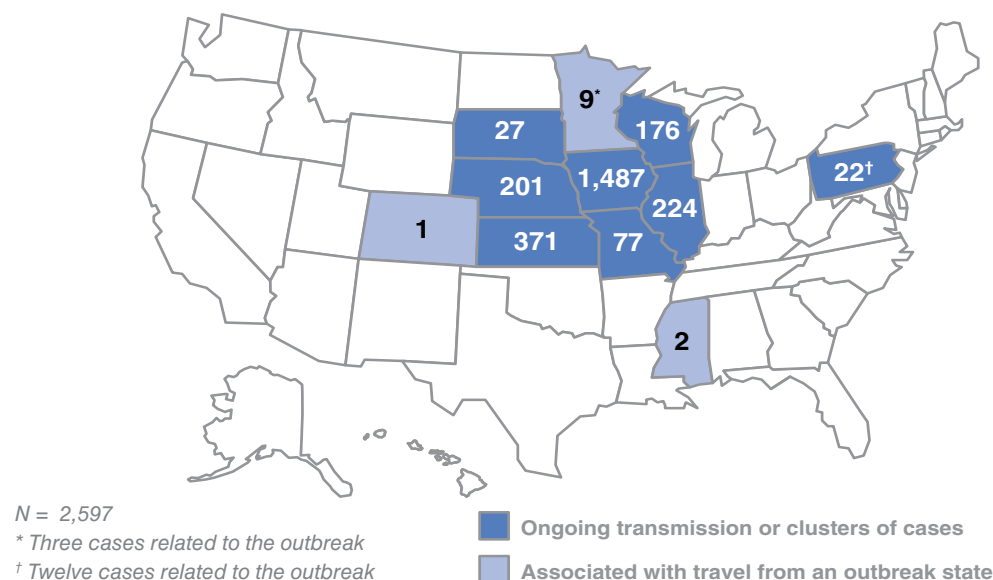 9*
27
176
201
1,487
22†
224
1
371
77
2
N = 2,597
* Three cases related to the outbreak
† Twelve cases related to the outbreak
Ongoing transmission or clusters of cases
Associated with travel from an outbreak state